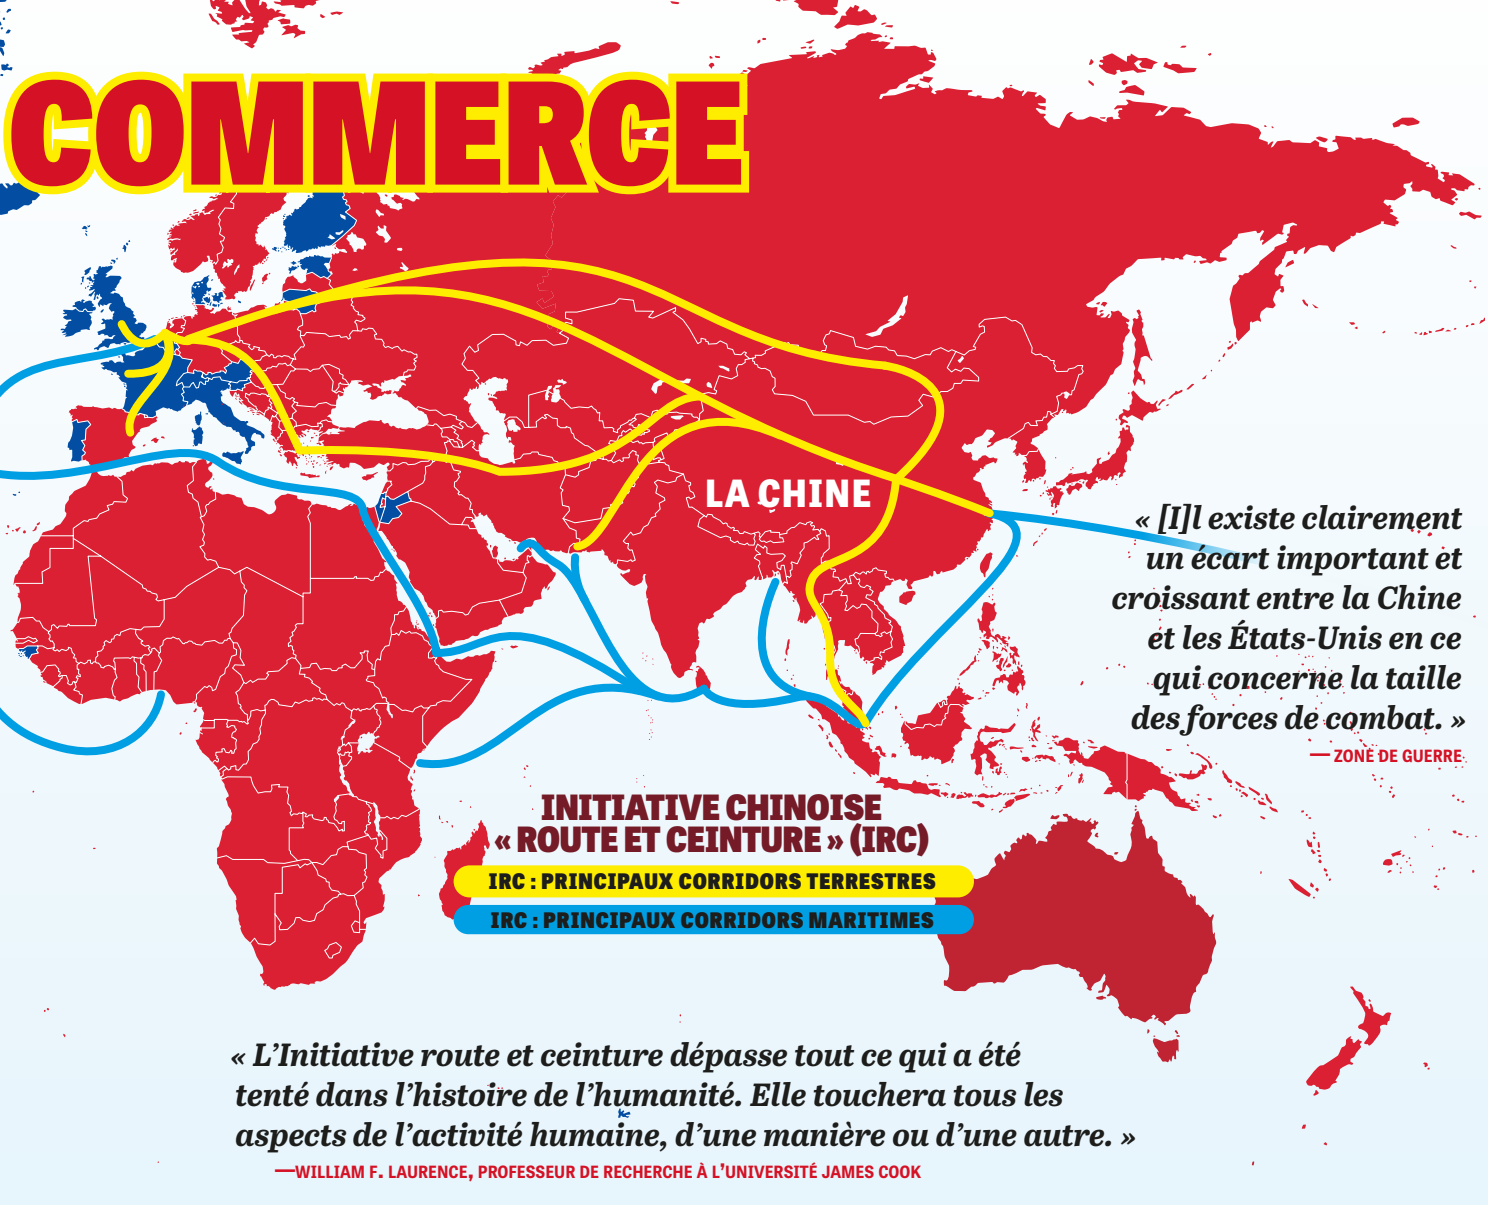 COMMERCE
LA CHINE
« [I]l existe clairement
un écart important et
croissant entre la Chine
et les États-Unis en ce
qui concerne la taille
des forces de combat. »
— ZONE DE GUERRE
INITIATIVE CHINOISE
« ROUTE ET CEINTURE » (IRC)
IRC : PRINCIPAUX CORRIDORS TERRESTRES
IRC : PRINCIPAUX CORRIDORS MARITIMES
« L’Initiative route et ceinture dépasse tout ce qui a été
tenté dans l’histoire de l’humanité. Elle touchera tous les
aspects de l’activité humaine, d’une manière ou d’une autre. »
—WILLIAM F. LAURENCE, PROFESSEUR DE RECHERCHE À L’UNIVERSITÉ JAMES COOK